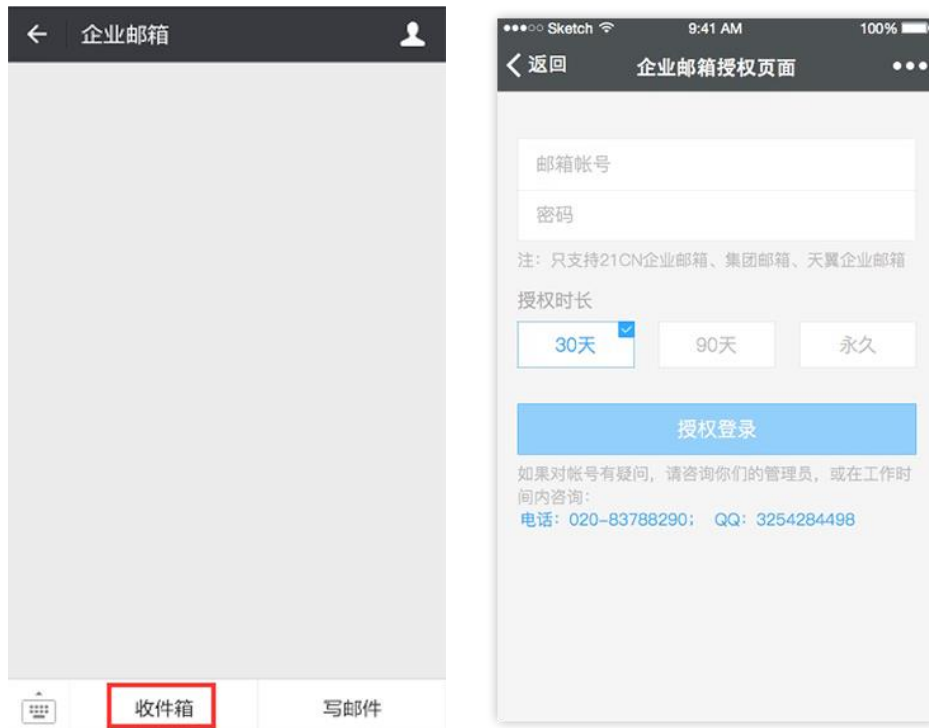 企业邮箱
收件箱
写邮件
Sketch
9:41 AM
100%
返回
企业邮箱授权页面
邮箱帐号
密码
注：只支持21CN企业邮箱、集团邮箱、天翼企业邮箱
授权时长
30天
90天
永久
授权登录
如果对帐号有疑问，请咨询你们的管理员，或在工作时
间内咨询：
电话：020-83788290； QQ：3254284498